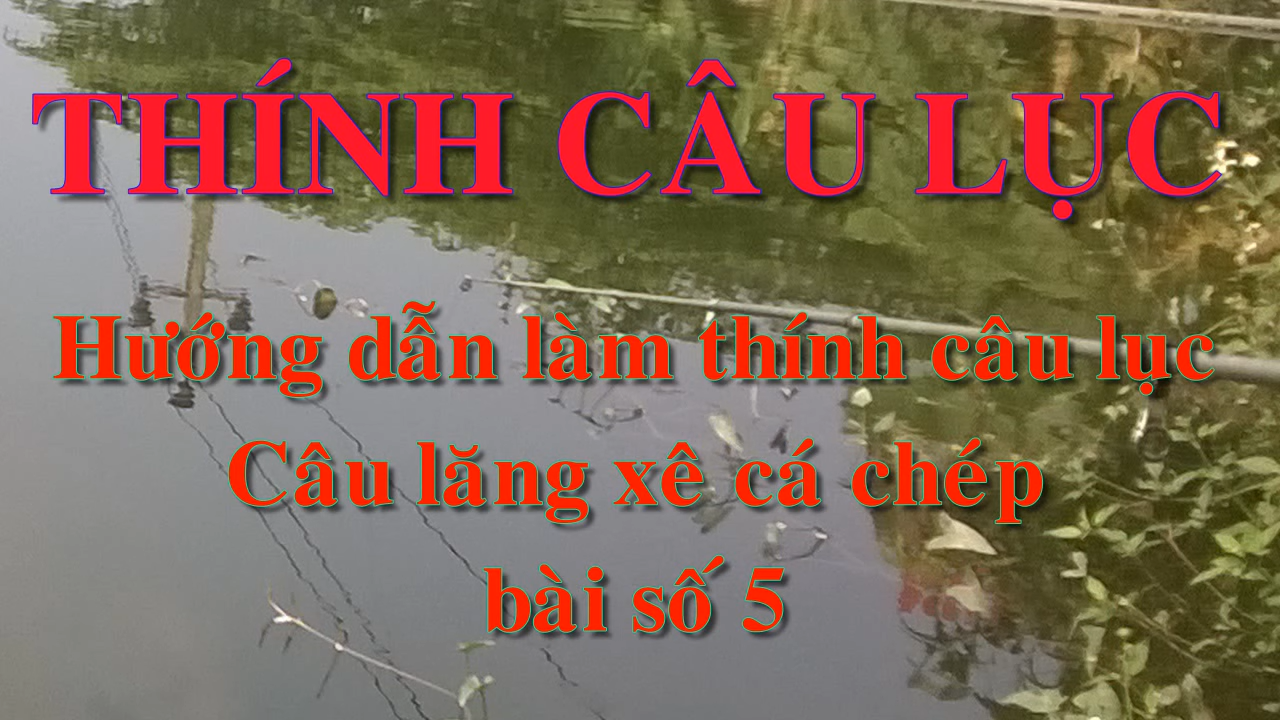 THÍNH CÂU LỤC
Hướng dẫn làm thính câu lục
Câu lăng xê cá chép
bài số 5